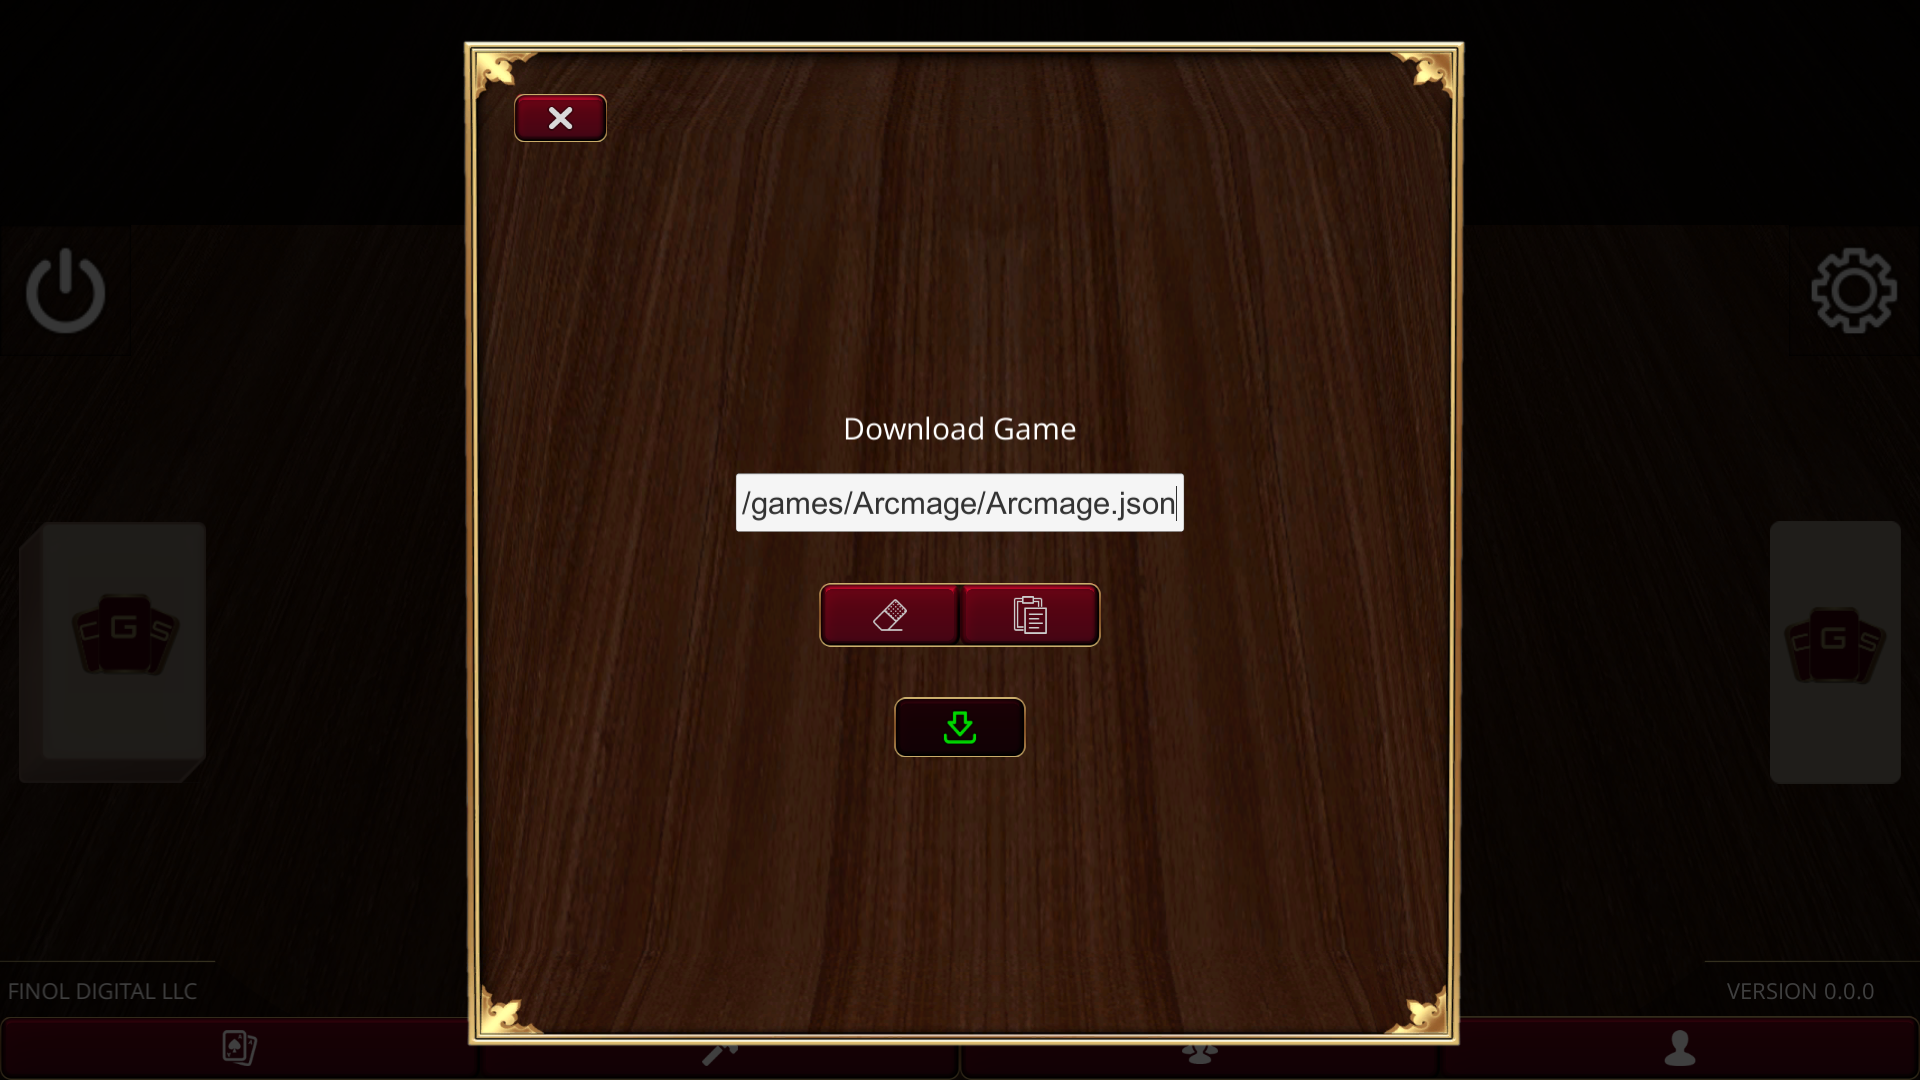 Download Game
/games/Arcmage/Arcmage.json
C G S
C G S
FINOL DIGITAL LLC
VERSION 0.0.0